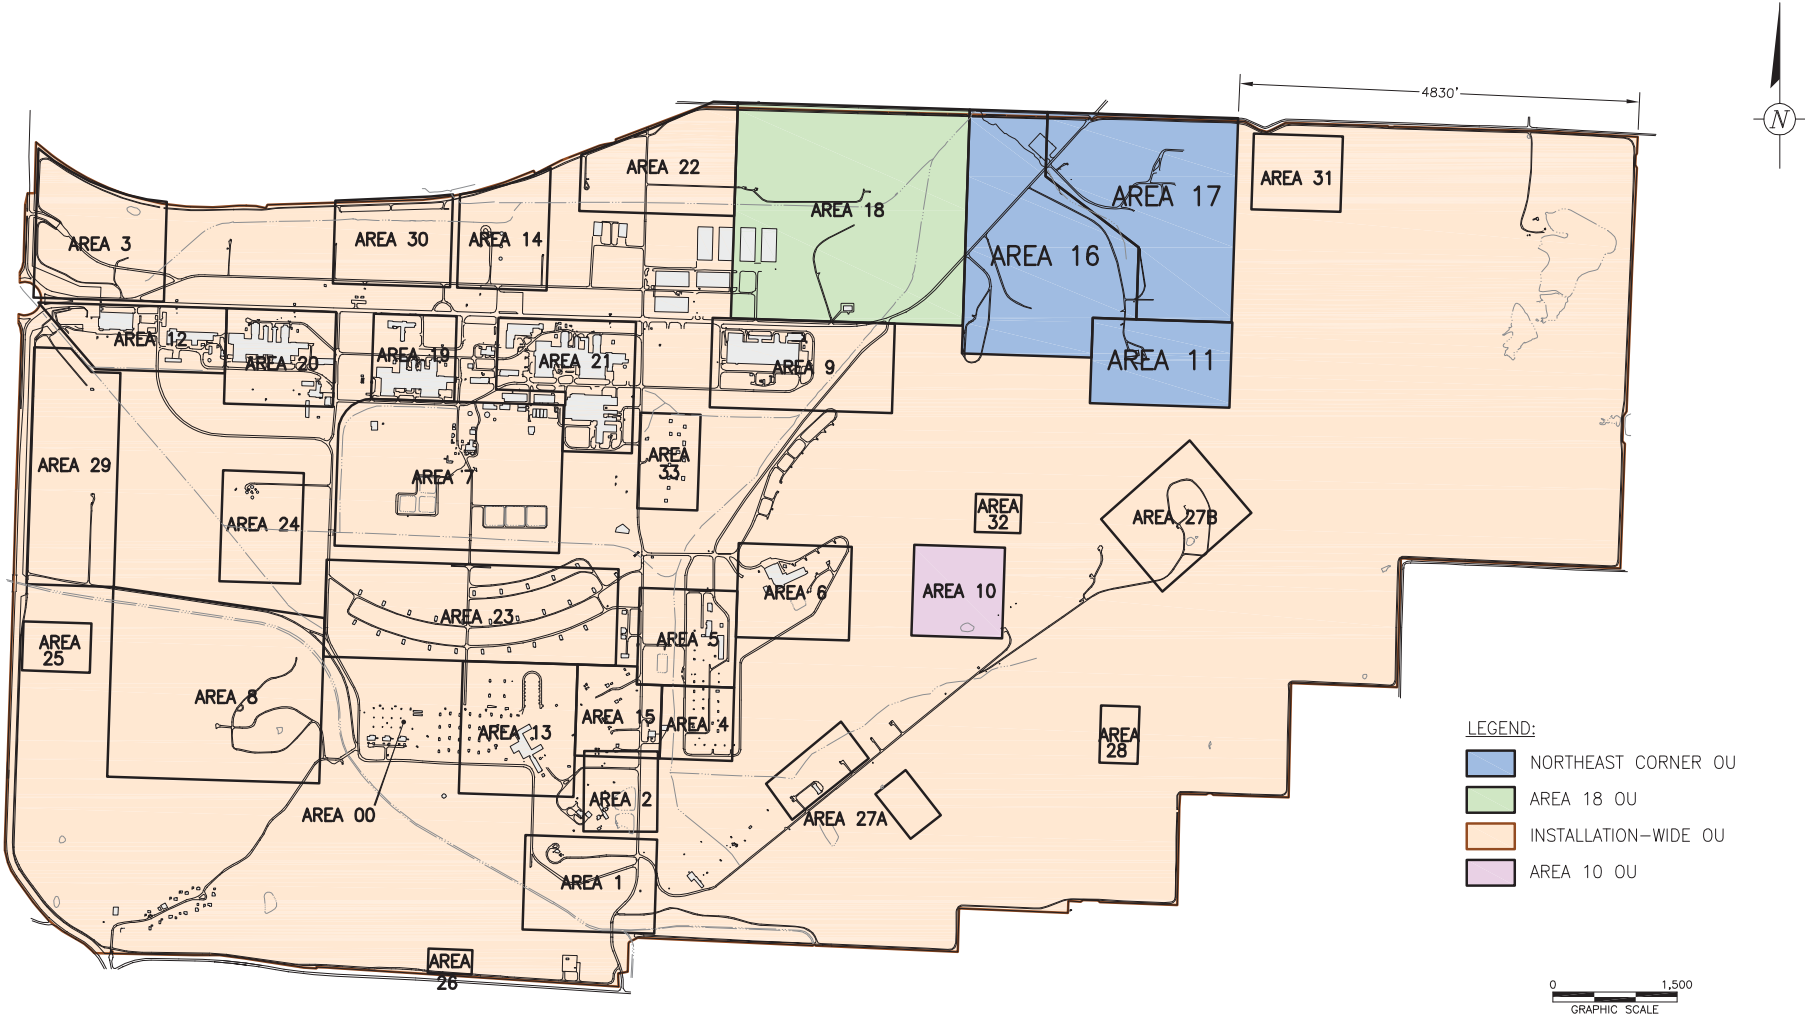 4830'
N
AREA 22
AREA 31
AREA 17
AREA 18
AREA 3
AREA 30
AREA 14
AREA 16
AREA 12
AREA 20
AREA 19
AREA 21
AREA 9
AREA 11
AREA 29
AREA
33
AREA 7
AREA 24
AREA
32
AREA 27B
AREA 10
AREA 6
AREA 23
AREA 5
AREA
25
AREA 8
AREA 15
AREA 4
AREA 13
AREA
28
AREA 00
AREA 2
AREA 27A
AREA 1
AREA
26
LEGEND:
NORTHEAST CORNER OU
AREA 18 OU
INSTALLATION-WIDE OU
AREA 10 OU
0 1,500
GRAPHIC SCALE